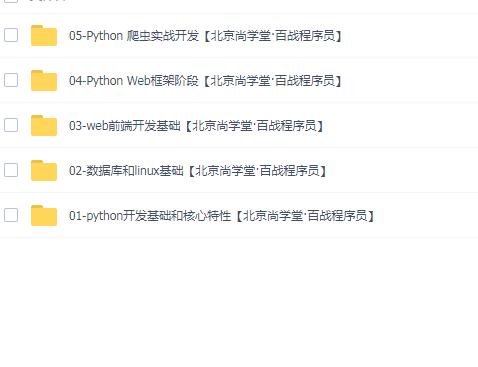 05-Python 爬虫实战开发【北京尚学堂·百战程序员】
04-Python Web框架阶段【北京尚学堂·百战程序员】
03-web前端开发基础【北京尚学堂·百战程序员】
02-数据库和linux基础【北京尚学堂·百战程序员】
01-python开发基础和核心特性【北京尚学堂·百战程序员】